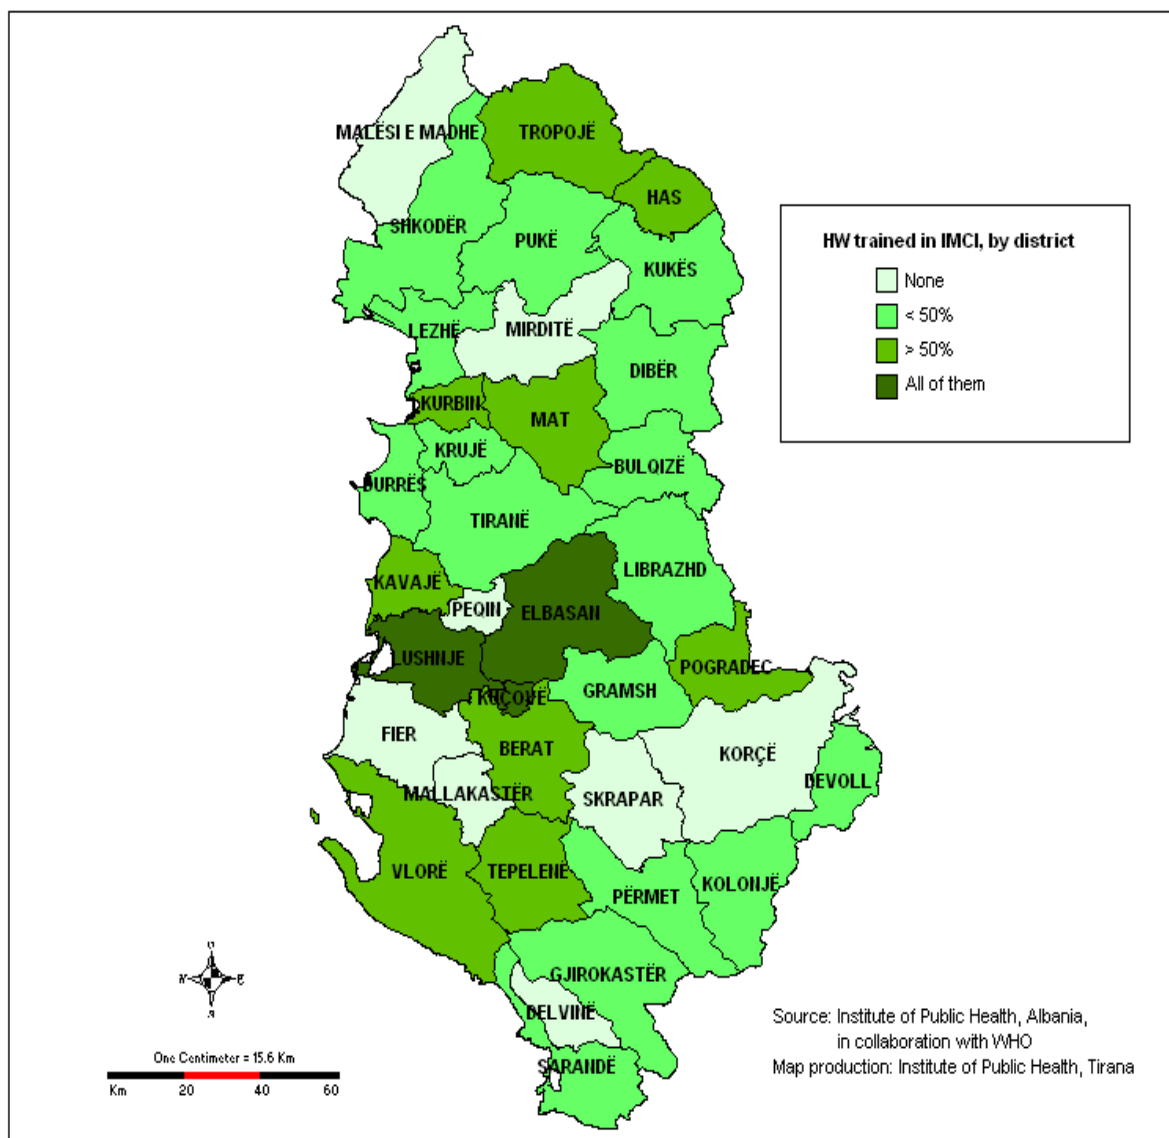 MALËSI E MADHE
TROPOJË
HAS
SHKODËR
PUKË
KUKËS
HW trained in IMCI, by district
None
< 50%
> 50%
All of them
LEZHË
MIRDITË
DIBËR
KURBIN
MAT
KRUJË
BULQIZË
DURRËS
TIRANË
LIBRAZHD
KAVAJË
PEQIN
ELBASAN
LUSHNJE
POGRADEC
GRAMSH
KUÇOVË
FIER
BERAT
KORÇË
DEVOLL
MALLAKASTËR
SKRAPAR
VLORË
TEPELENË
PËRMET
KOLONJË
GJIROKASTËR
DELVINË
SARANDË
Source: Institute of Public Health, Albania,
in collaboration with WHO
Map production: Institute of Public Health, Tirana
One Centimeter = 15.6 Km
Km 20 40 60